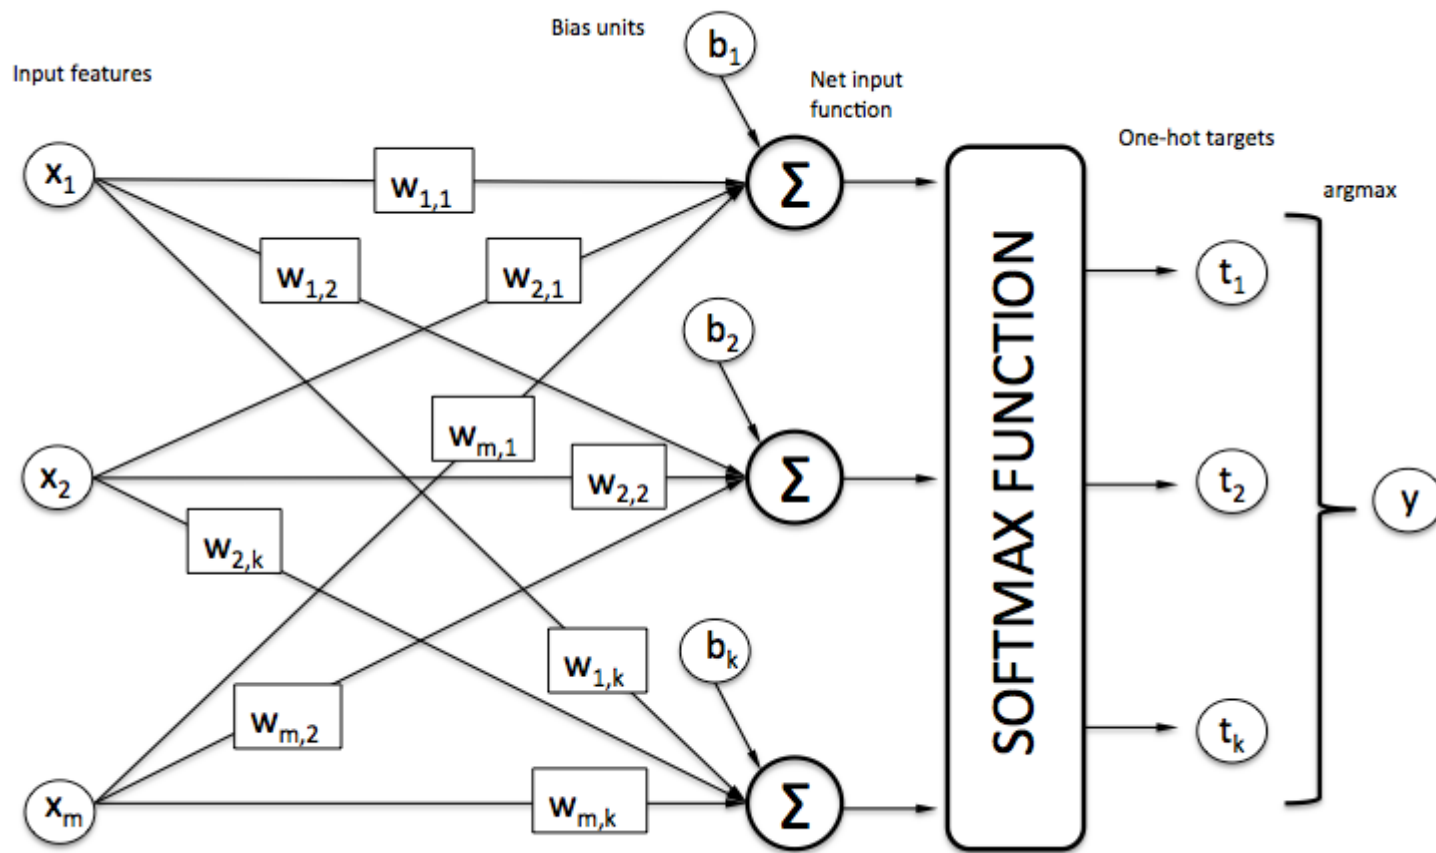 Bias units
b1
Input features
Net input
function
One-hot targets
argmax
x1
w1,1
Σ
w1,2
w2,1
t1
b2
wm,1
x2
w2,2
Σ
t2
y
w2,k
SOFTMAX FUNCTION
bk
w1,k
wm,2
tk
xm
wm,k
Σ